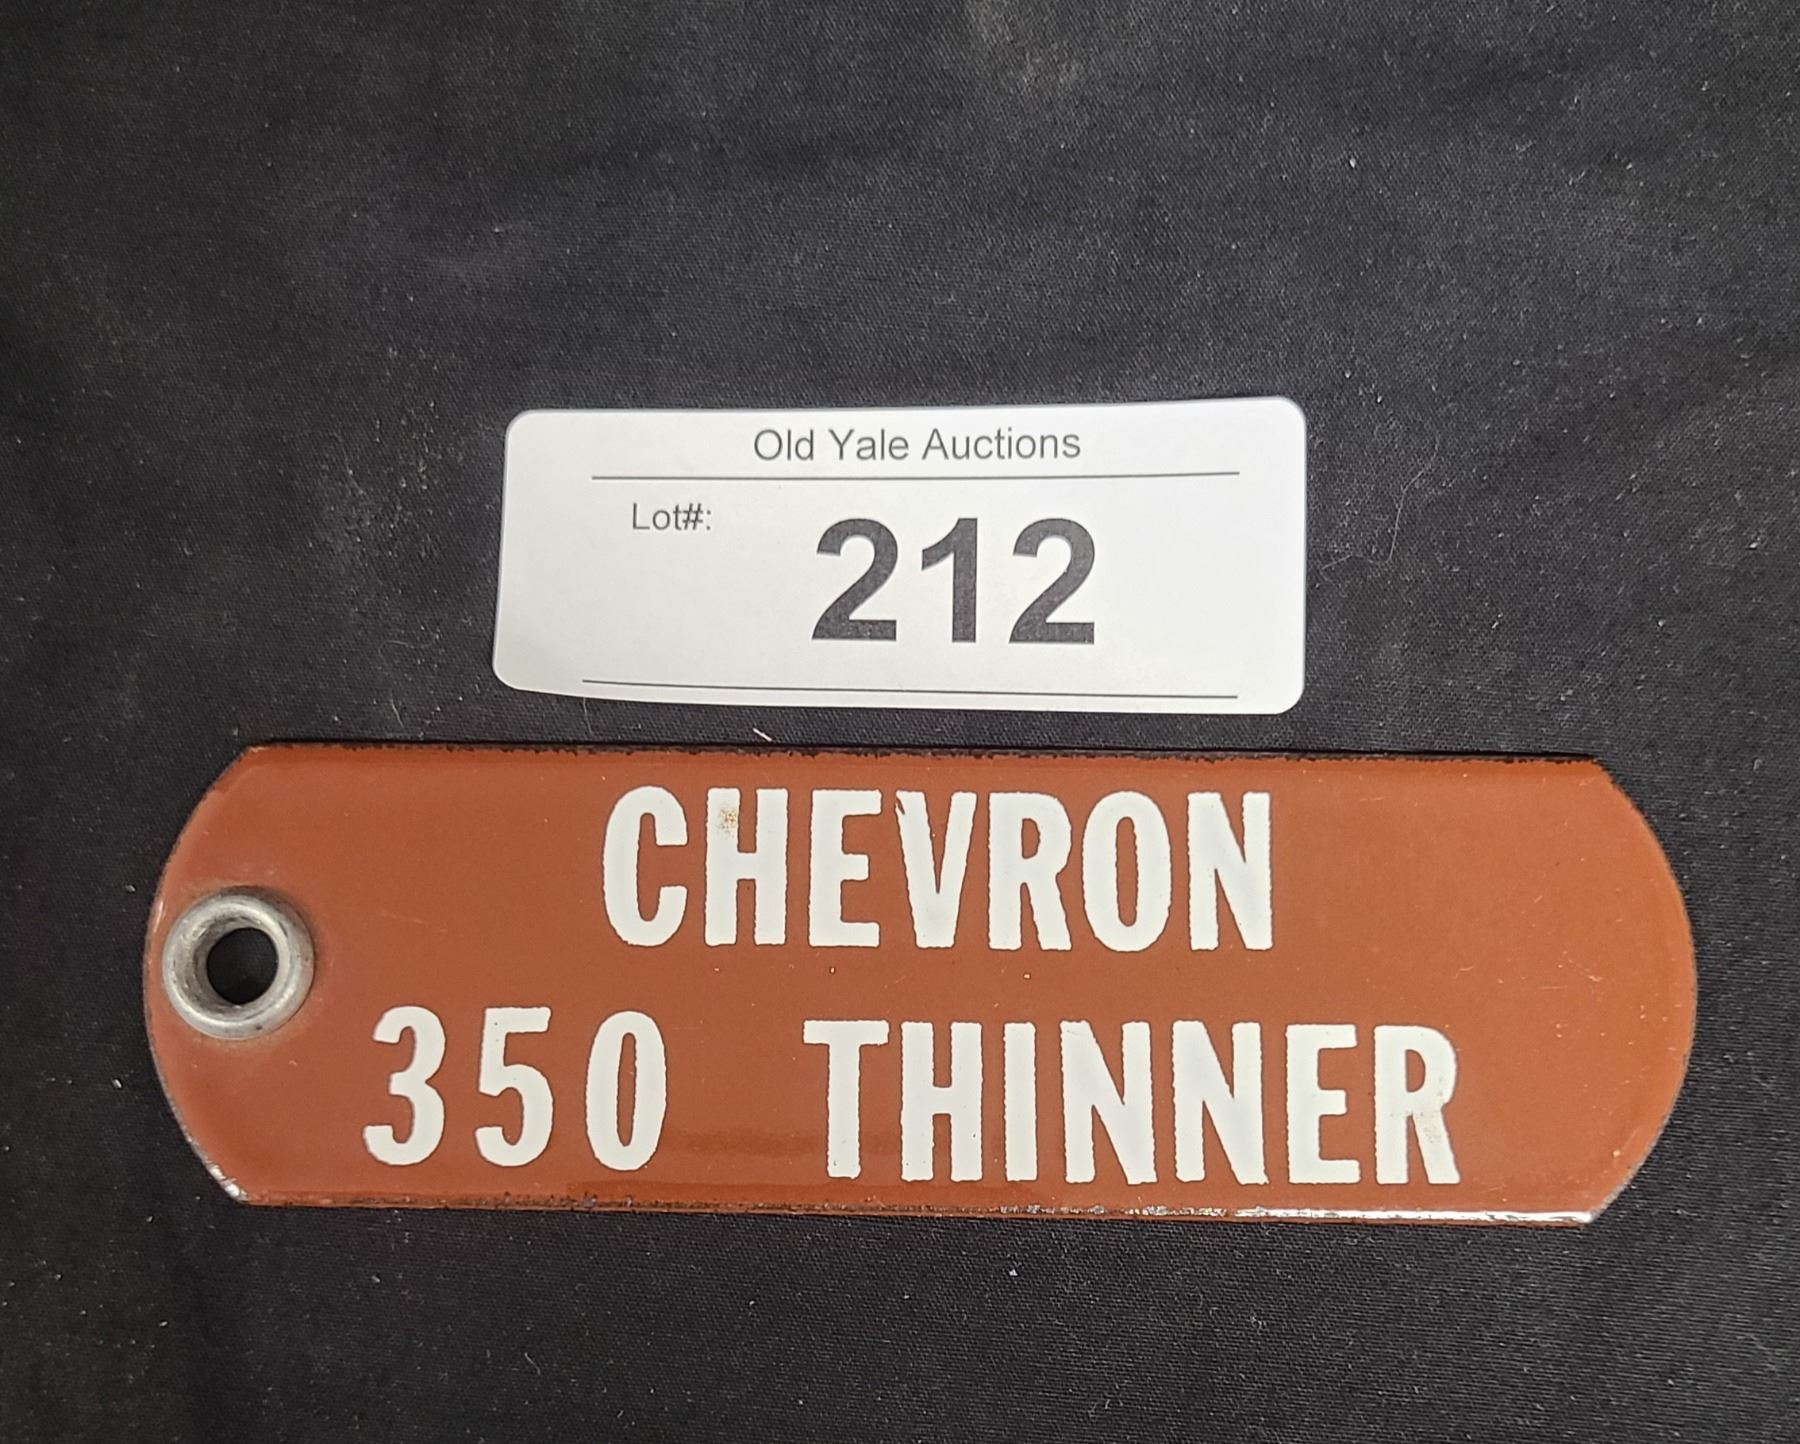 Old Yale Auctions
Lot#: 212
CHEVRON
350 THINNER